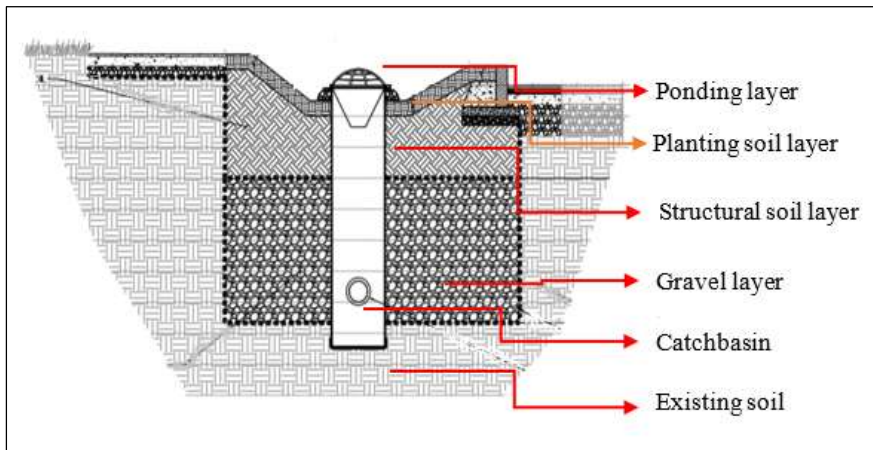 Ponding layer
Planting soil layer
Structural soil layer
Gravel layer
Catchbasin
Existing soil